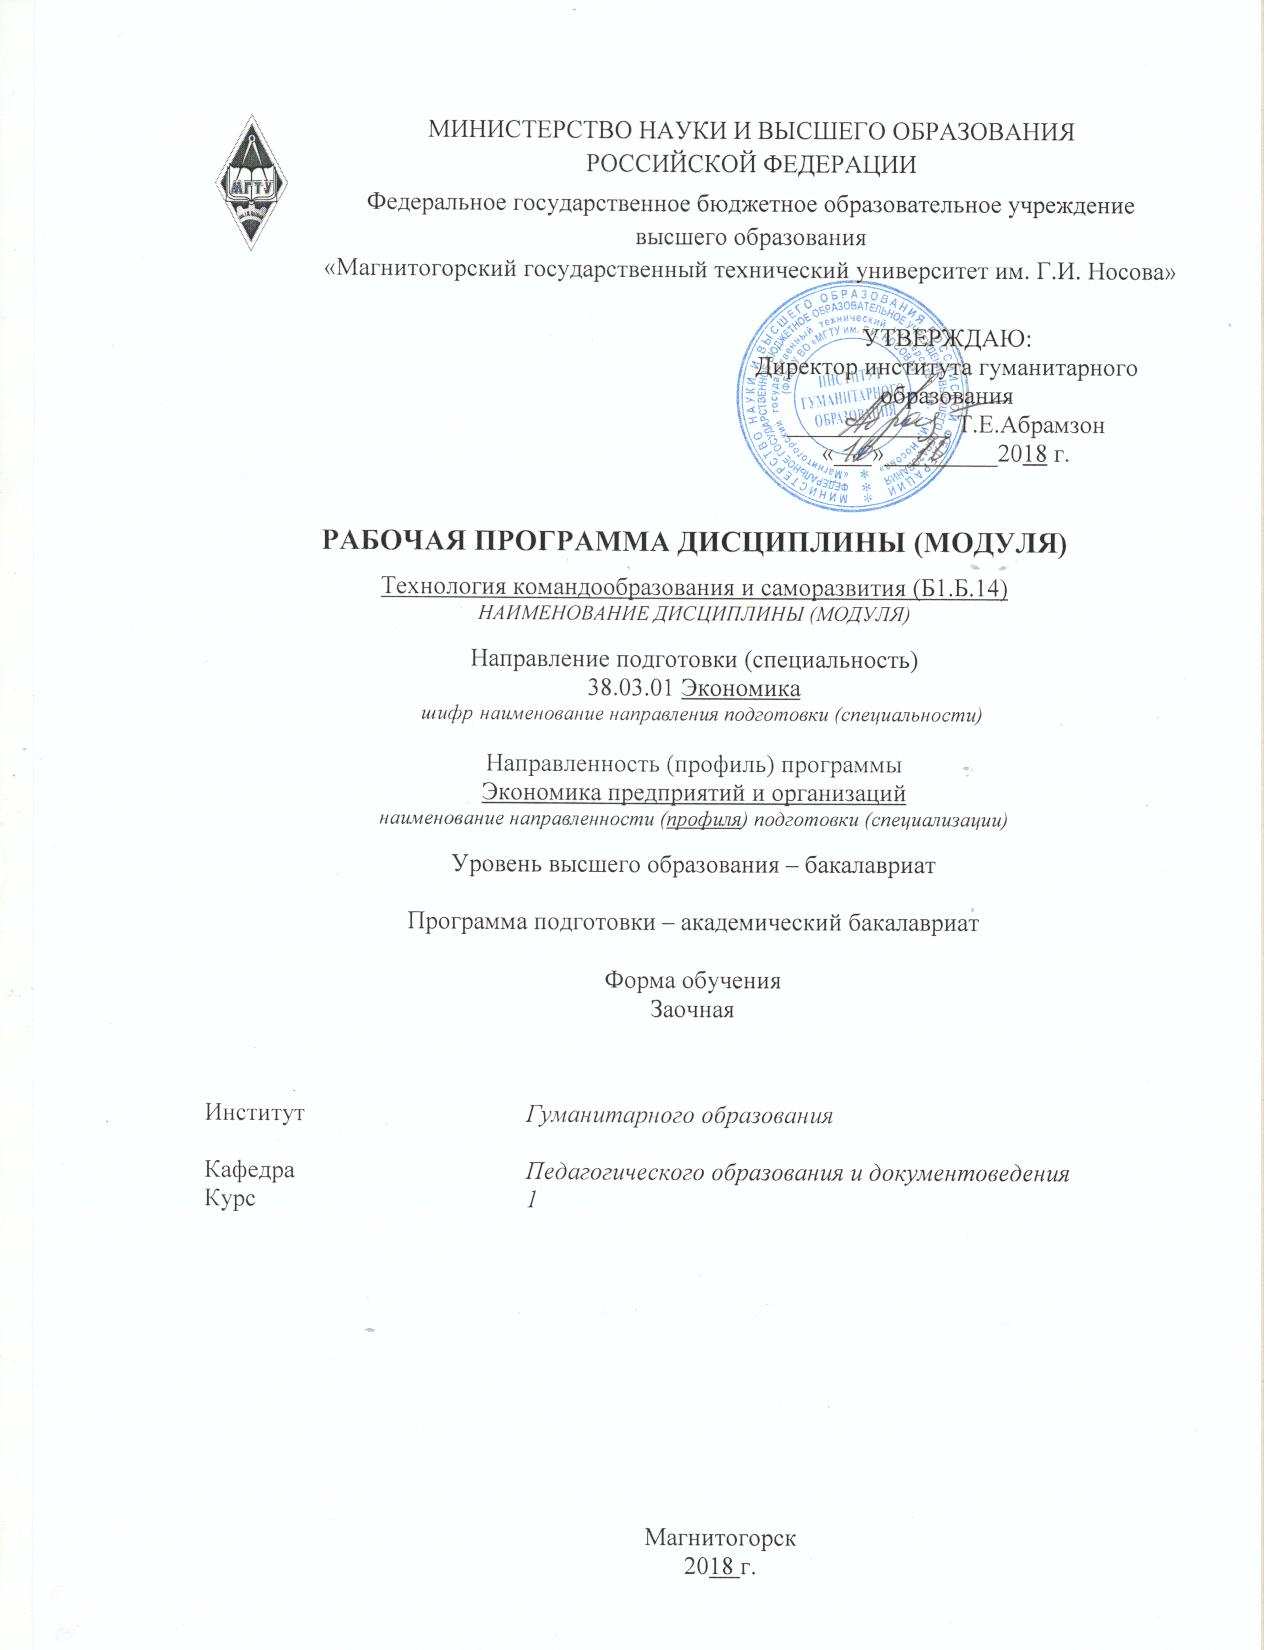 МИНИСТЕРСТВО НАУКИ И ВЫСШЕГО ОБРАЗОВАНИЯ
РОССИЙСКОЙ ФЕДЕРАЦИИ
Федеральное государственное бюджетное образовательное учреждение
высшего образования
«Магнитогорский государственный технический университет им. Г.И. Носова»
МГТУ
УТВЕРЖДАЮ:
Директор института гуманитарного
образования
Т.Е.Абрамзон
« » 2018 г.
ИНСТИТУТ
ГУМАНИТАРНОГО
ОБРАЗОВАНИЯ
РАБОЧАЯ ПРОГРАММА ДИСЦИПЛИНЫ (МОДУЛЯ)
Технология командообразования и саморазвития (Б1.Б.14)
НАИМЕНОВАНИЕ ДИСЦИПЛИНЫ (МОДУЛЯ)
Направление подготовки (специальность)
38.03.01 Экономика
шифр наименование направления подготовки (специальности)
Направленность (профиль) программы
Экономика предприятий и организаций
наименование направленности (профиля) подготовки (специализации)
Уровень высшего образования – бакалавриат
Программа подготовки – академический бакалавриат
Форма обучения
Заочная
Институт Гуманитарного образования
Кафедра Педагогического образования и документоведения
Курс 1
Магнитогорск
2018 г.